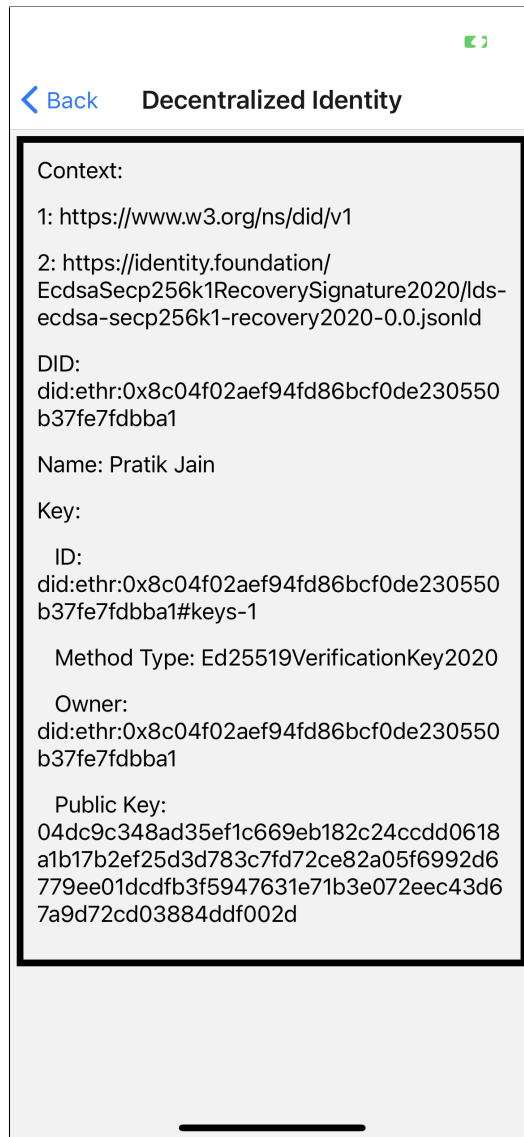 Back
Decentralized Identity
Context:
1: https://www.w3.org/ns/did/v1
2: https://identity.foundation/
EcdsaSecp256k1RecoverySignature2020/lds-
ecdsa-secp256k1-recovery2020-0.0.jsonld
DID:
did:ethr:0x8c04f02aef94fd86bcf0de230550
b37fe7fdbba1
Name: Pratik Jain
Key:
ID:
did:ethr:0x8c04f02aef94fd86bcf0de230550
b37fe7fdbba1#keys-1
Method Type: Ed25519VerificationKey2020
Owner:
did:ethr:0x8c04f02aef94fd86bcf0de230550
b37fe7fdbba1
Public Key:
04dc9c348ad35ef1c669eb182c24ccdd0618
a1b17b2ef25d3d783c7fd72ce82a05f6992d6
779ee01dcdfb3f5947631e71b3e072eec43d6
7a9d72cd03884ddf002d